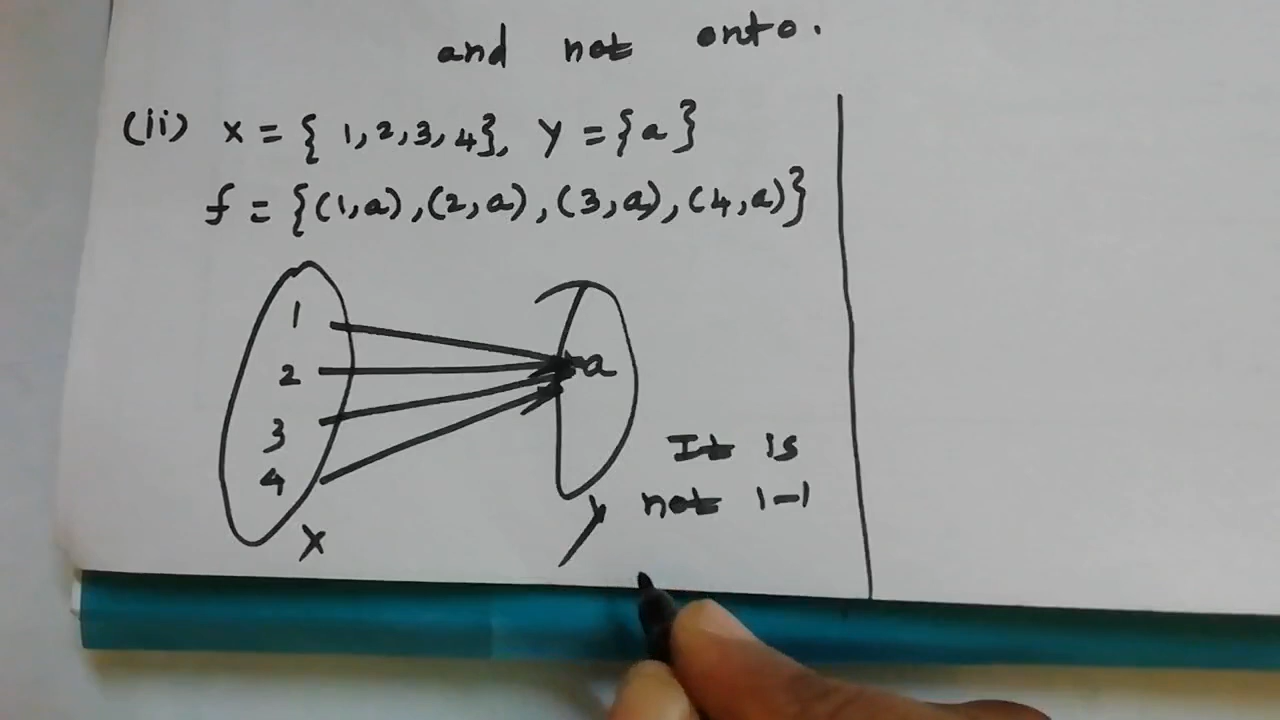 and not onto.
(ii) X = { 1, 2, 3, 4}, Y = {a}
f = {(1,a), (2,a), (3,a), (4,a)}
1
2
3
4
X
a
Y
It is
not 1-1